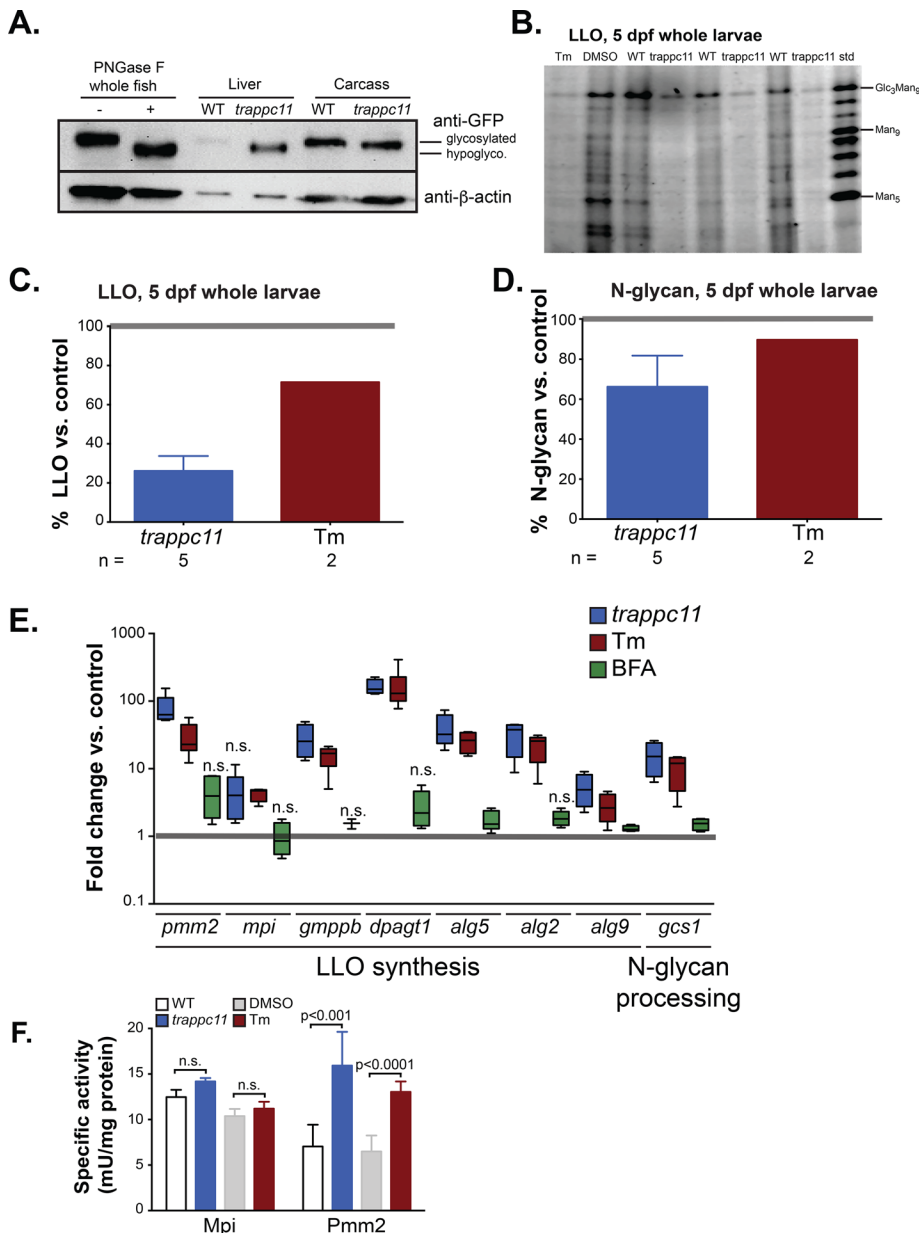 A.
PNGase F
whole fish
Liver
Carcass
- + WT trappc11 WT trappc11
anti-GFP
glycosylated
hypoglyco.
anti-β-actin
B.
LLO, 5 dpf whole larvae
Tm DMSO WT trappc11 WT trappc11 WT trappc11 std
Glc3Man9
Man9
Man5
C.
LLO, 5 dpf whole larvae
% LLO vs. control
100
80
60
40
20
0
trappc11 Tm
n = 5 2
D.
N-glycan, 5 dpf whole larvae
% N-glycan vs. control
100
80
60
40
20
0
trappc11 Tm
n = 5 2
E.
trappc11
Tm
BFA
Fold change vs. control
1000
100
10
1
0.1
n.s.
n.s.
n.s.
n.s.
n.s.
n.s.
pmm2 mpi gmppb dpagt1 alg5 alg2 alg9 gcs1
LLO synthesis
N-glycan
processing
F.
WT DMSO
trappc11 Tm
Specific activity
(mU/mg protein)
20
15
10
5
0
n.s.
n.s.
p<0.001
p<0.0001
Mpi Pmm2